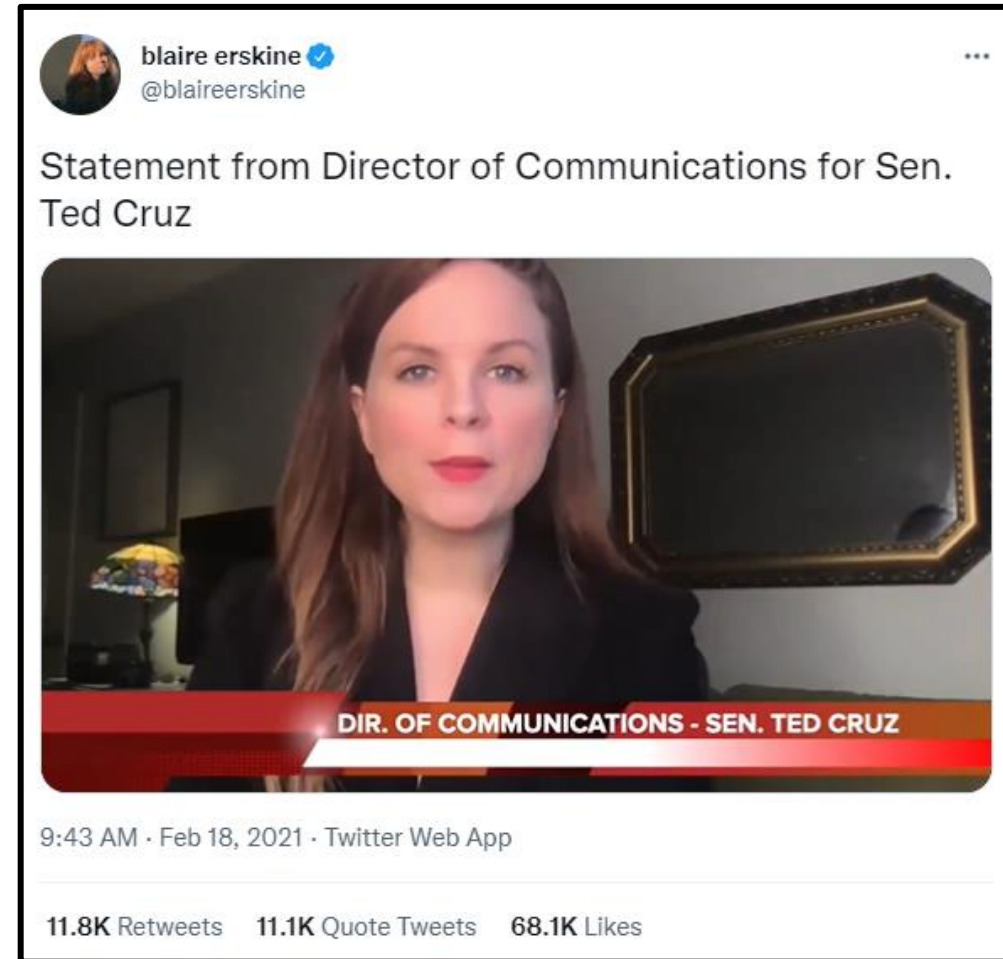 blaire erskine
@blaireerskine
Statement from Director of Communications for Sen.
Ted Cruz
DIR. OF COMMUNICATIONS - SEN. TED CRUZ
9:43 AM · Feb 18, 2021 · Twitter Web App
11.8K Retweets 11.1K Quote Tweets 68.1K Likes